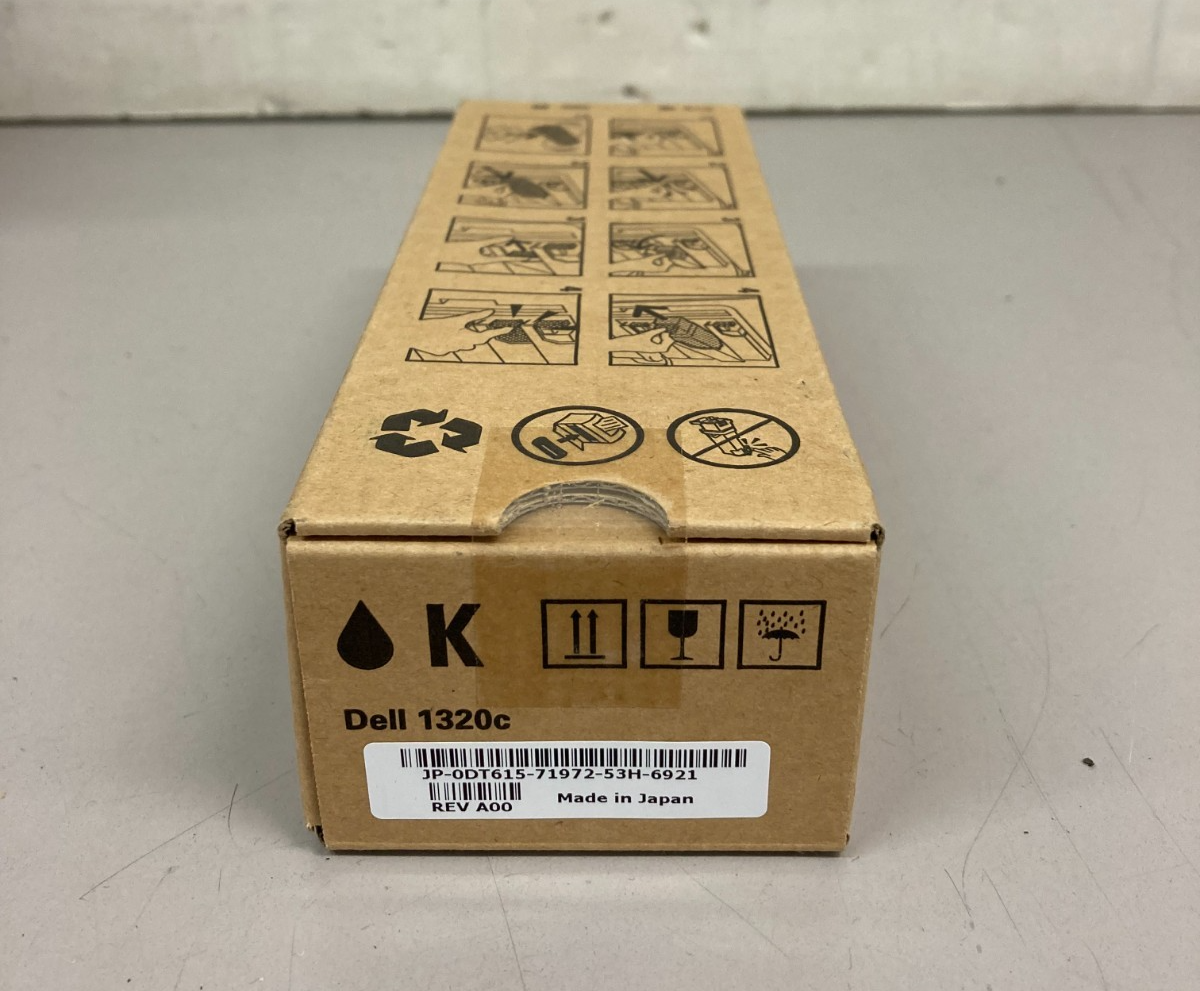 K
Dell 1320c
JP-0DT615-71972-53H-6921
REV A00 Made in Japan